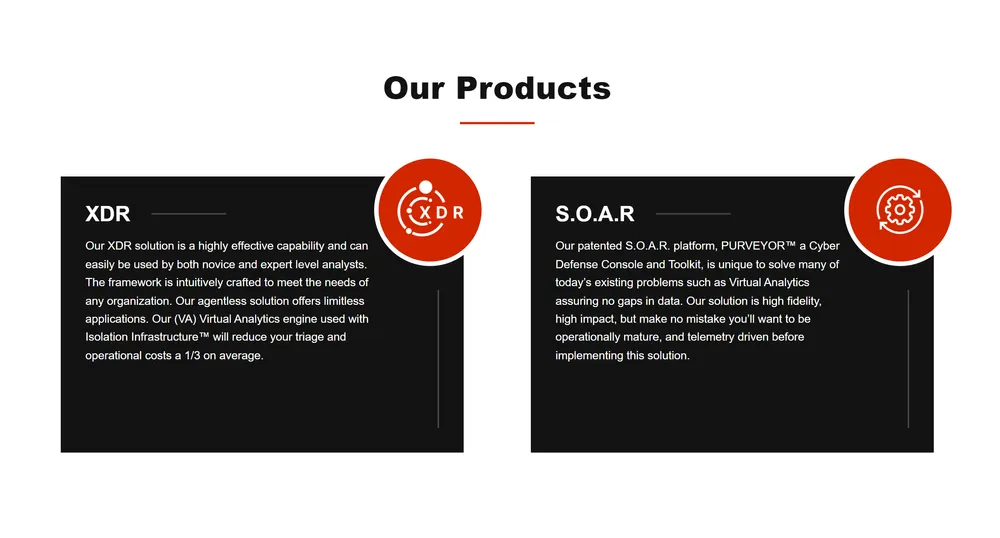 Our Products
XDR
XDR
Our XDR solution is a highly effective capability and can
easily be used by both novice and expert level analysts.
The framework is intuitively crafted to meet the needs of
any organization. Our agentless solution offers limitless
applications. Our (VA) Virtual Analytics engine used with
Isolation Infrastructure™ will reduce your triage and
operational costs a 1/3 on average.
S.O.A.R
Our patented S.O.A.R. platform, PURVEYOR™ a Cyber
Defense Console and Toolkit, is unique to solve many of
today’s existing problems such as Virtual Analytics
assuring no gaps in data. Our solution is high fidelity,
high impact, but make no mistake you’ll want to be
operationally mature, and telemetry driven before
implementing this solution.